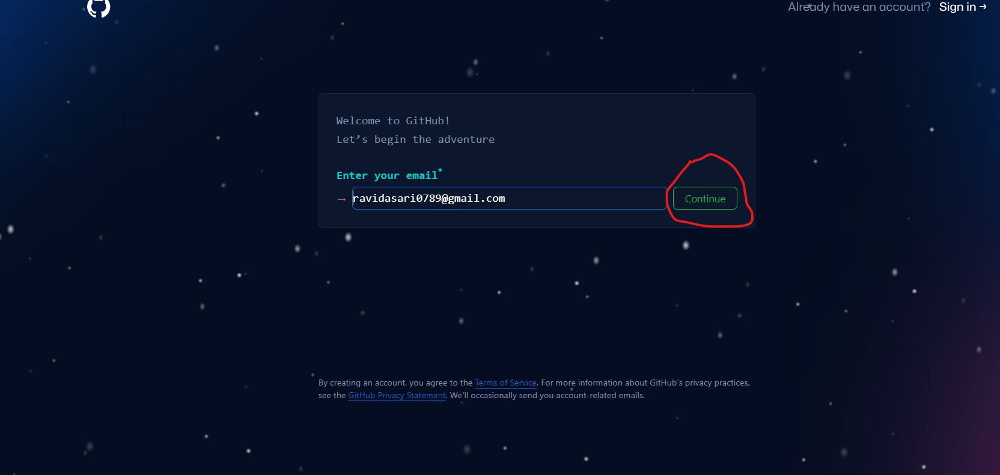 Already have an account? Sign in →
Welcome to GitHub!
Let’s begin the adventure
Enter your email*
→ ravidasari0789@gmail.com Continue
By creating an account, you agree to the Terms of Service. For more information about GitHub's privacy practices,
see the GitHub Privacy Statement. We'll occasionally send you account-related emails.